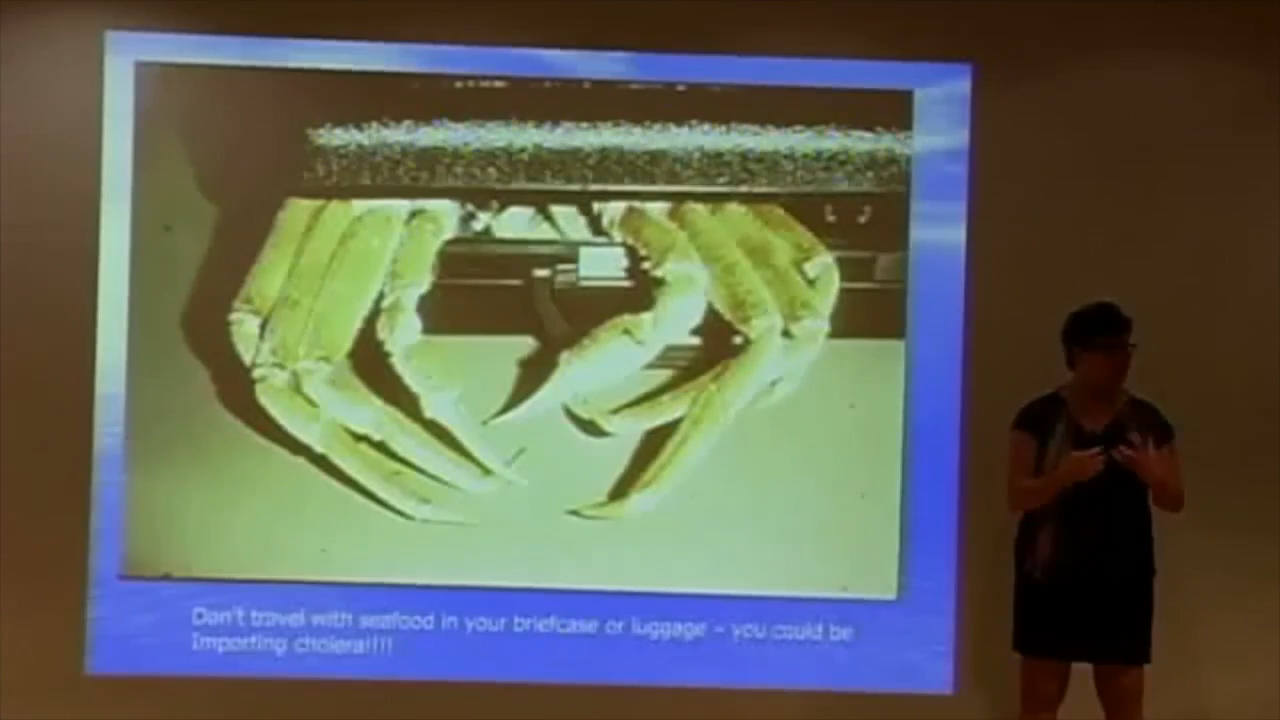 Don't travel with seafood in your briefcase or luggage – you could be
Importing cholera!!!!